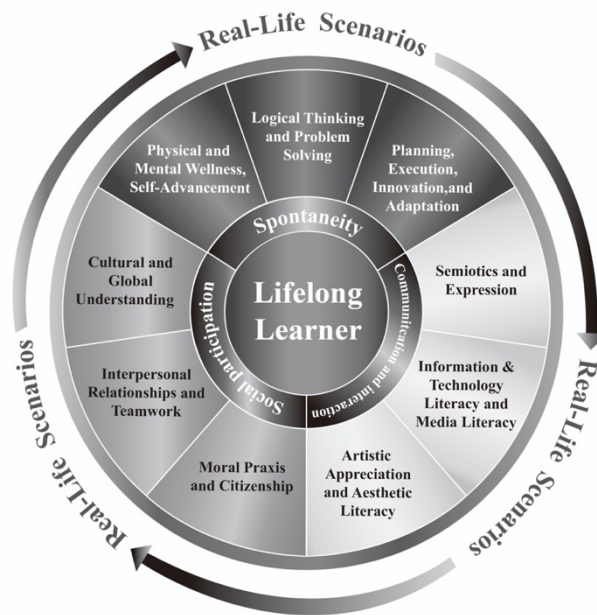 Real-Life Scenarios
Logical Thinking
and Problem
Solving
Planning,
Execution,
Innovation,and
Adaptation
Semiotics and
Expression
Information &
Technology
Literacy and
Media Literacy
Artistic
Appreciation
and Aesthetic
Literacy
Moral Praxis
and Citizenship
Interpersonal
Relationships and
Teamwork
Cultural and
Global
Understanding
Physical and
Mental Wellness,
Self-Advancement
Spontaneity
Communication and interaction
Social participation
Lifelong
Learner
Real-Life Scenarios
Real-Life Scenarios